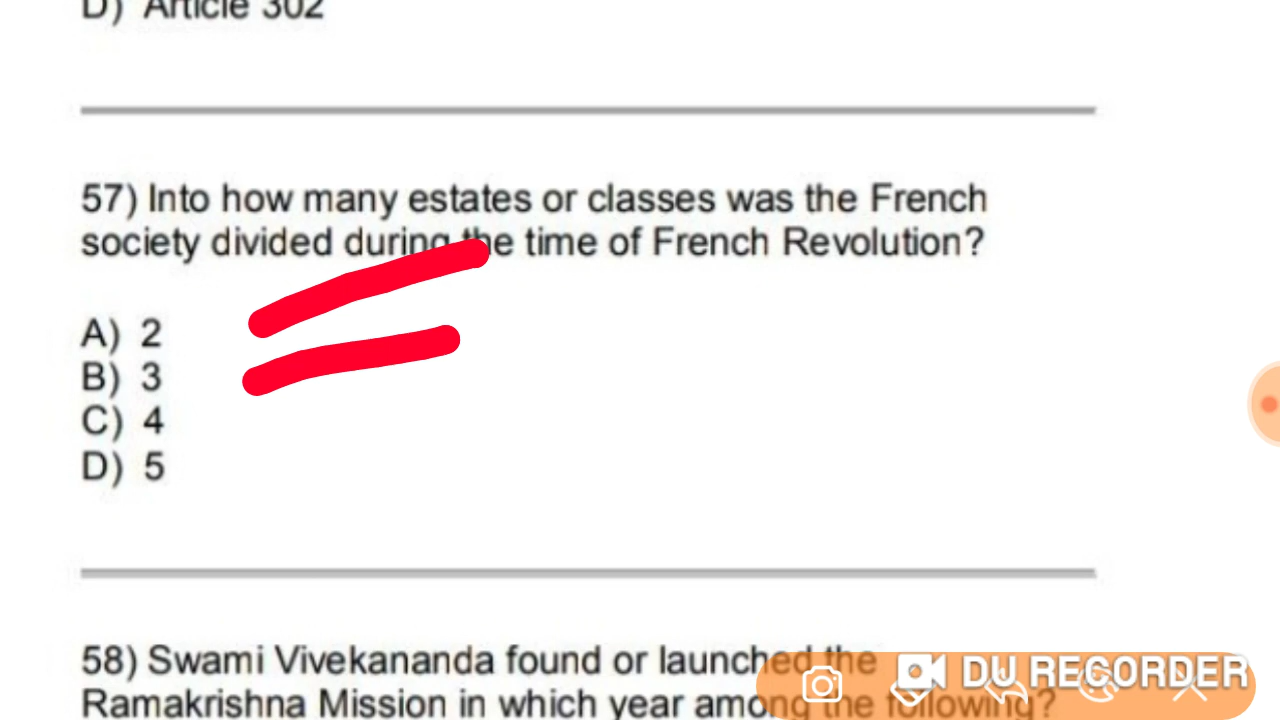 D) Article 302
57) Into how many estates or classes was the French
society divided during the time of French Revolution?
A) 2
B) 3
C) 4
D) 5
58) Swami Vivekananda found or launched the
Ramakrishna Mission in which year among the following?
DU RECORDER